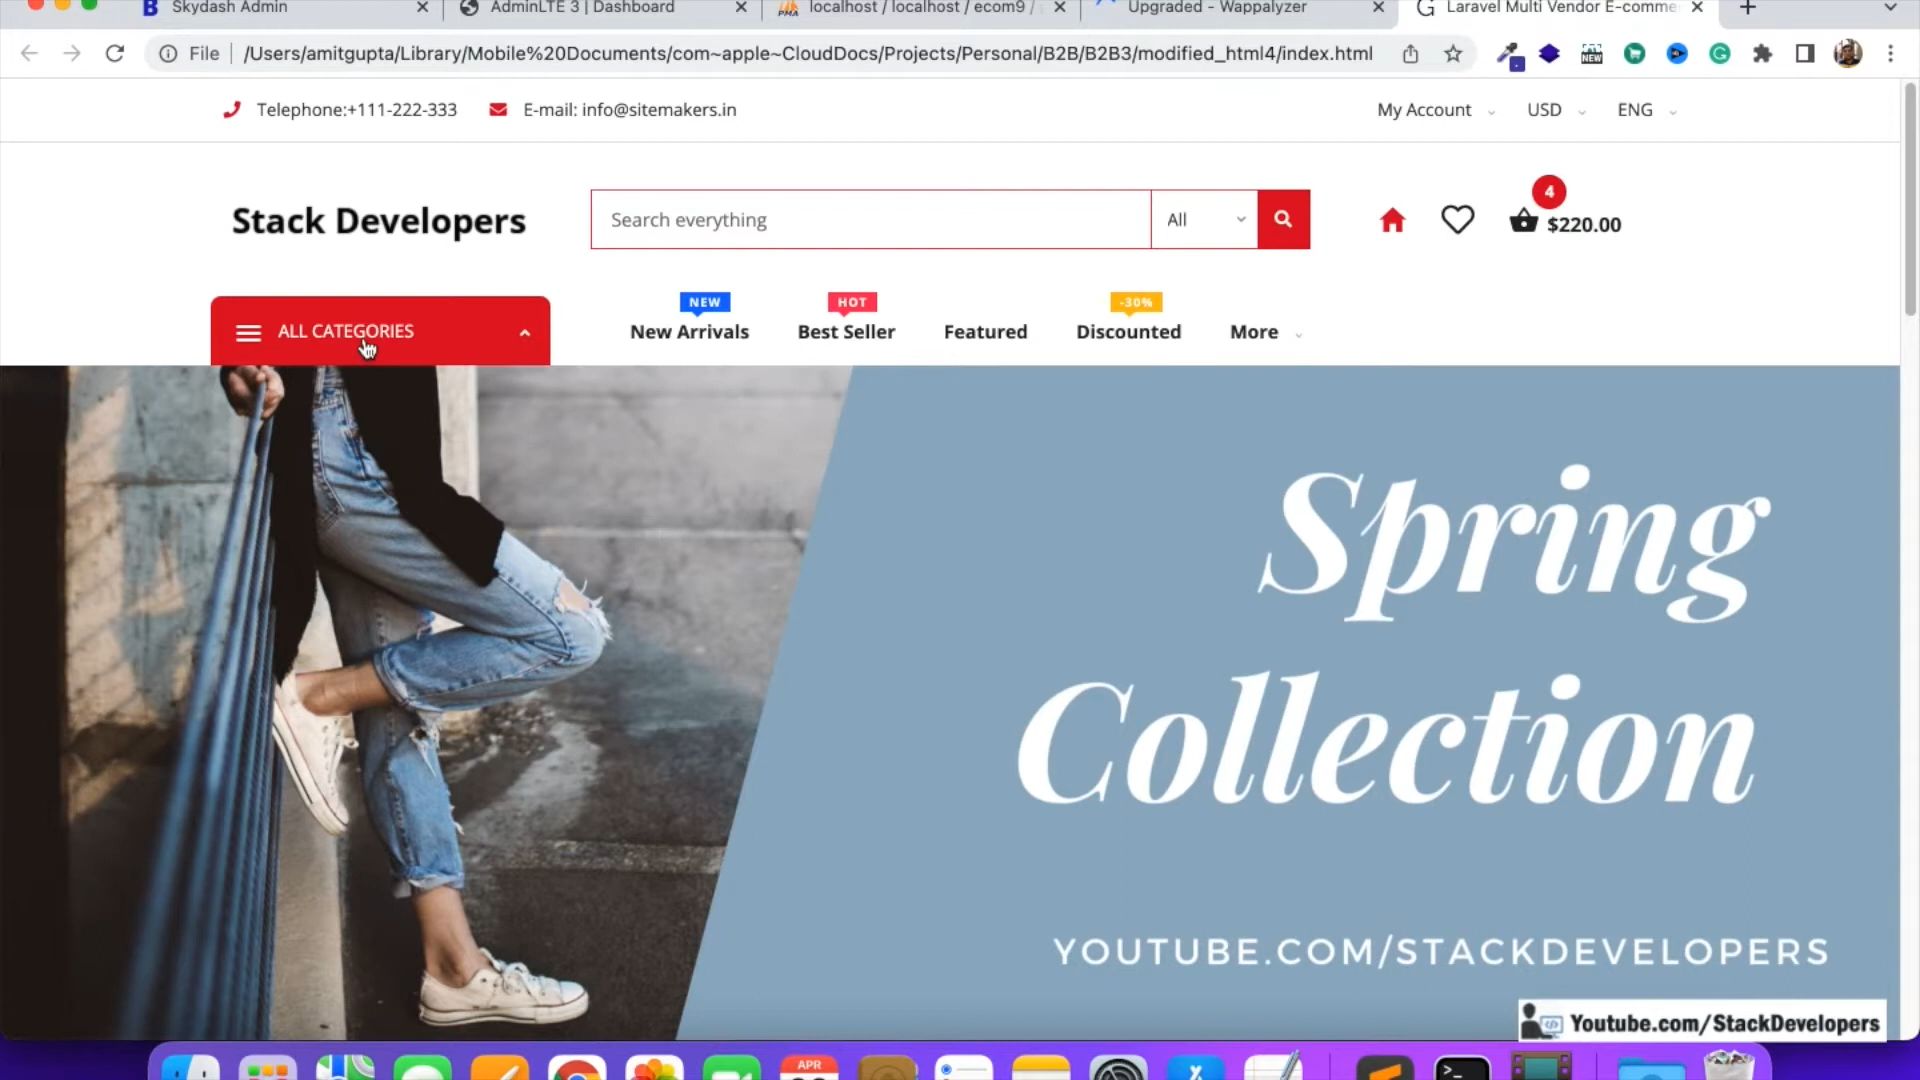 Skydash Admin
AdminLTE 3 | Dashboard
localhost / localhost / ecom9 /
Upgraded - Wappalyzer
Laravel Multi Vendor E-comme
File
/Users/amitgupta/Library/Mobile%20Documents/com~apple~CloudDocs/Projects/Personal/B2B/B2B3/modified_html4/index.html
NEW
Telephone:+111-222-333
E-mail: info@sitemakers.in
My Account
USD
ENG
Stack Developers
Search everything
All
4
$220.00
ALL CATEGORIES
NEW
New Arrivals
HOT
Best Seller
Featured
-30%
Discounted
More
Spring
Collection
YOUTUBE.COM/STACKDEVELOPERS
Youtube.com/StackDevelopers
APR